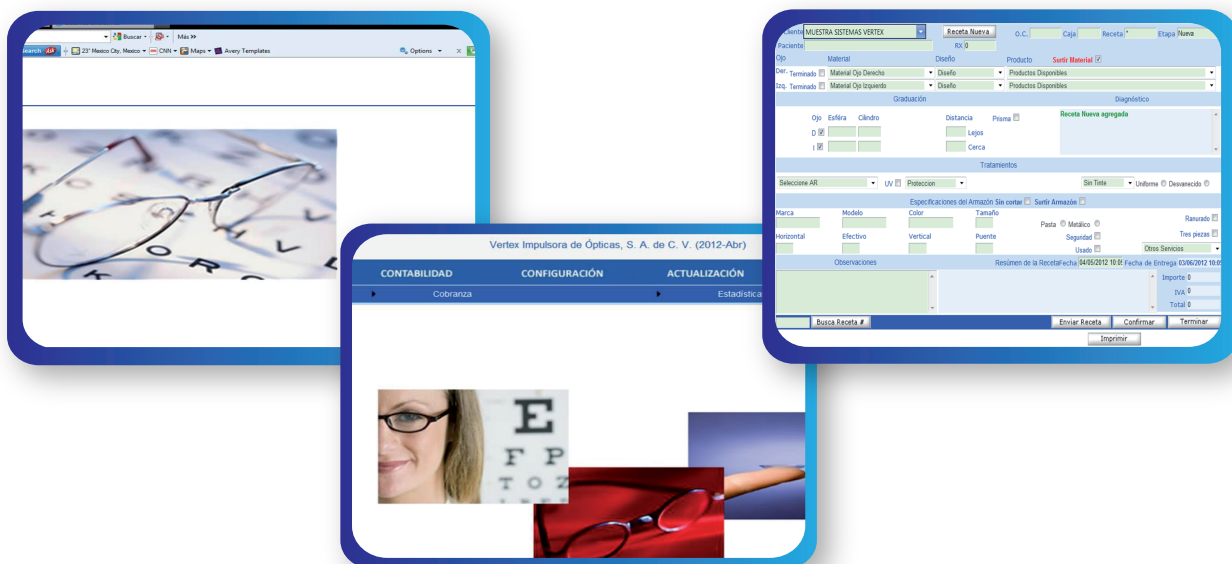 Buscar Más >>
23° Mexico City, Mexico CNN Maps Avery Templates Options
Vertex Impulsora de Ópticas, S. A. de C. V. (2012-Abr)
CONTABILIDAD CONFIGURACIÓN ACTUALIZACIÓN
Cobranza Estadística
E
F P
T O Z
MUESTRA SISTEMAS VERTEX Receta Nueva O.C. Caja Receta * Etapa Nueva
Paciente RX 0
Ojo Material Diseño Producto Surtir Material
Der. Terminado Material Ojo Derecho Diseño Productos Disponibles
Izq. Terminado Material Ojo Izquierdo Diseño Productos Disponibles
Graduación Diagnóstico
Ojo Esféra Cilindro Distancia Prisma Receta Nueva agregada
D Lejos
I Cerca
Tratamientos
Seleccione AR UV Proteccion Sin Tinte Uniforme Desvanecido
Especificaciones del Armazón Sin cortar Surtir Armazón
Marca Modelo Color Tamaño Pasta Metálico Ranurado
Horizontal Efectivo Vertical Puente Seguridad Tres piezas
Usado Otros Servicios
Observaciones Resúmen de la Receta Fecha 04/05/2012 10:05 Fecha de Entrega 03/06/2012 10:05
Importe 0
IVA 0
Total 0
Busca Receta # Enviar Receta Confirmar Terminar
Imprimir